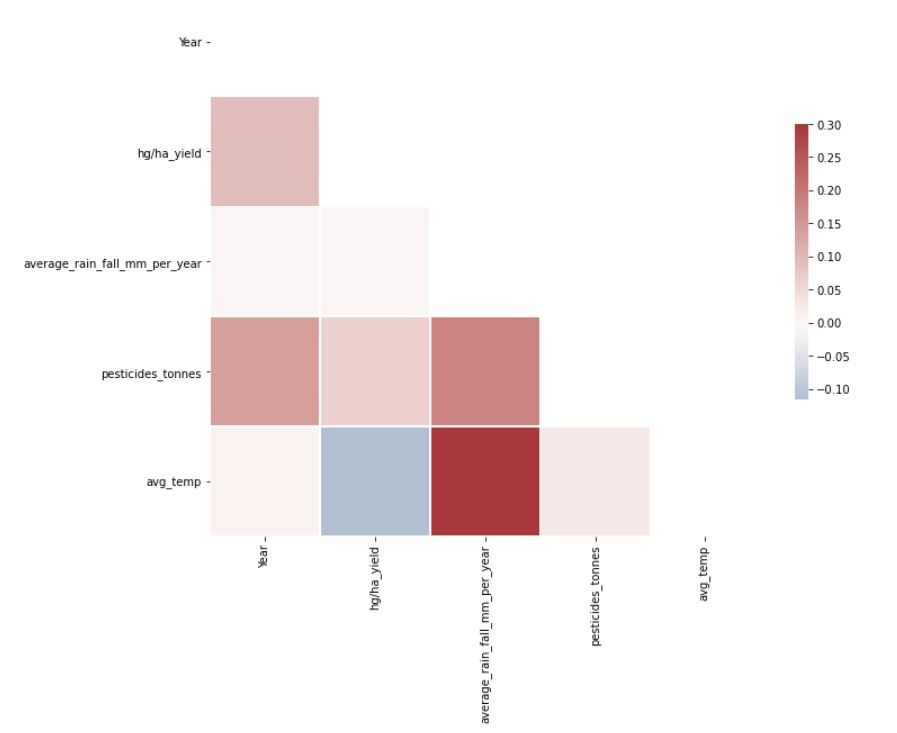 Year
hg/ha_yield
average_rain_fall_mm_per_year
pesticides_tonnes
avg_temp
0.30
0.25
0.20
0.15
0.10
0.05
0.00
−0.05
−0.10
Year
hg/ha_yield
average_rain_fall_mm_per_year
pesticides_tonnes
avg_temp